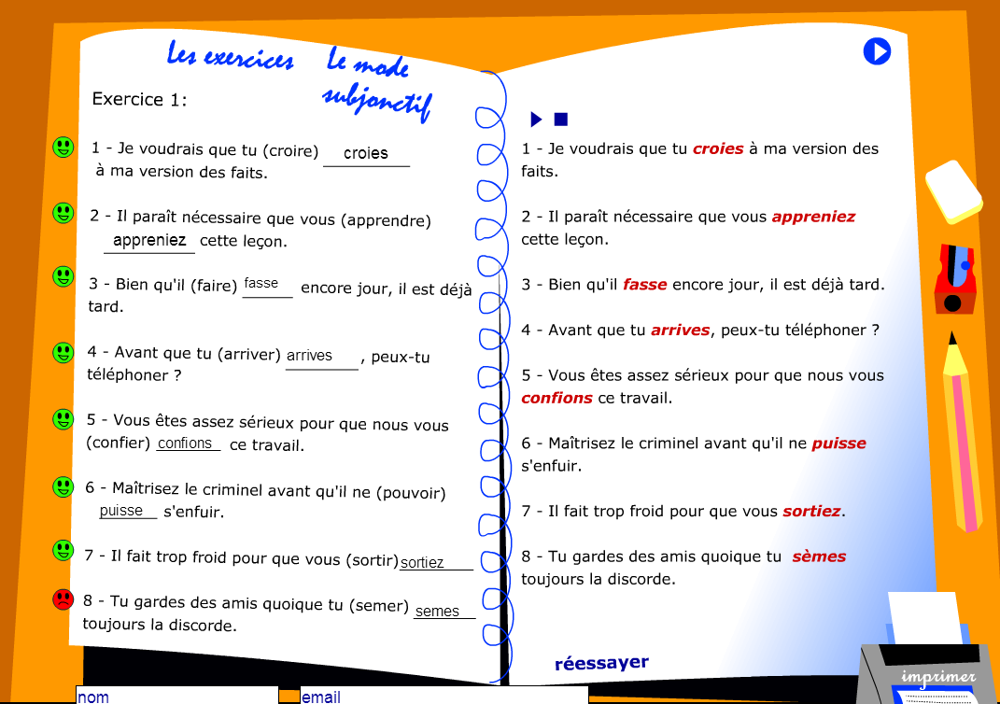 Les exercices
Le mode
subjonctif
Exercice 1:
1 - Je voudrais que tu (croire) croies
à ma version des faits.
2 - Il paraît nécessaire que vous (apprendre)
appreniez cette leçon.
3 - Bien qu'il (faire) fasse encore jour, il est déjà
tard.
4 - Avant que tu (arriver) arrives , peux-tu
téléphoner ?
5 - Vous êtes assez sérieux pour que nous vous
(confier) confions ce travail.
6 - Maîtrisez le criminel avant qu'il ne (pouvoir)
puisse s'enfuir.
7 - Il fait trop froid pour que vous (sortir) sortiez
8 - Tu gardes des amis quoique tu (semer) semes
toujours la discorde.
1 - Je voudrais que tu croies à ma version des
faits.
2 - Il paraît nécessaire que vous appreniez
cette leçon.
3 - Bien qu'il fasse encore jour, il est déjà tard.
4 - Avant que tu arrives, peux-tu téléphoner ?
5 - Vous êtes assez sérieux pour que nous vous
confions ce travail.
6 - Maîtrisez le criminel avant qu'il ne puisse
s'enfuir.
7 - Il fait trop froid pour que vous sortiez.
8 - Tu gardes des amis quoique tu sèmes
toujours la discorde.
réessayer
imprimer
nom
email